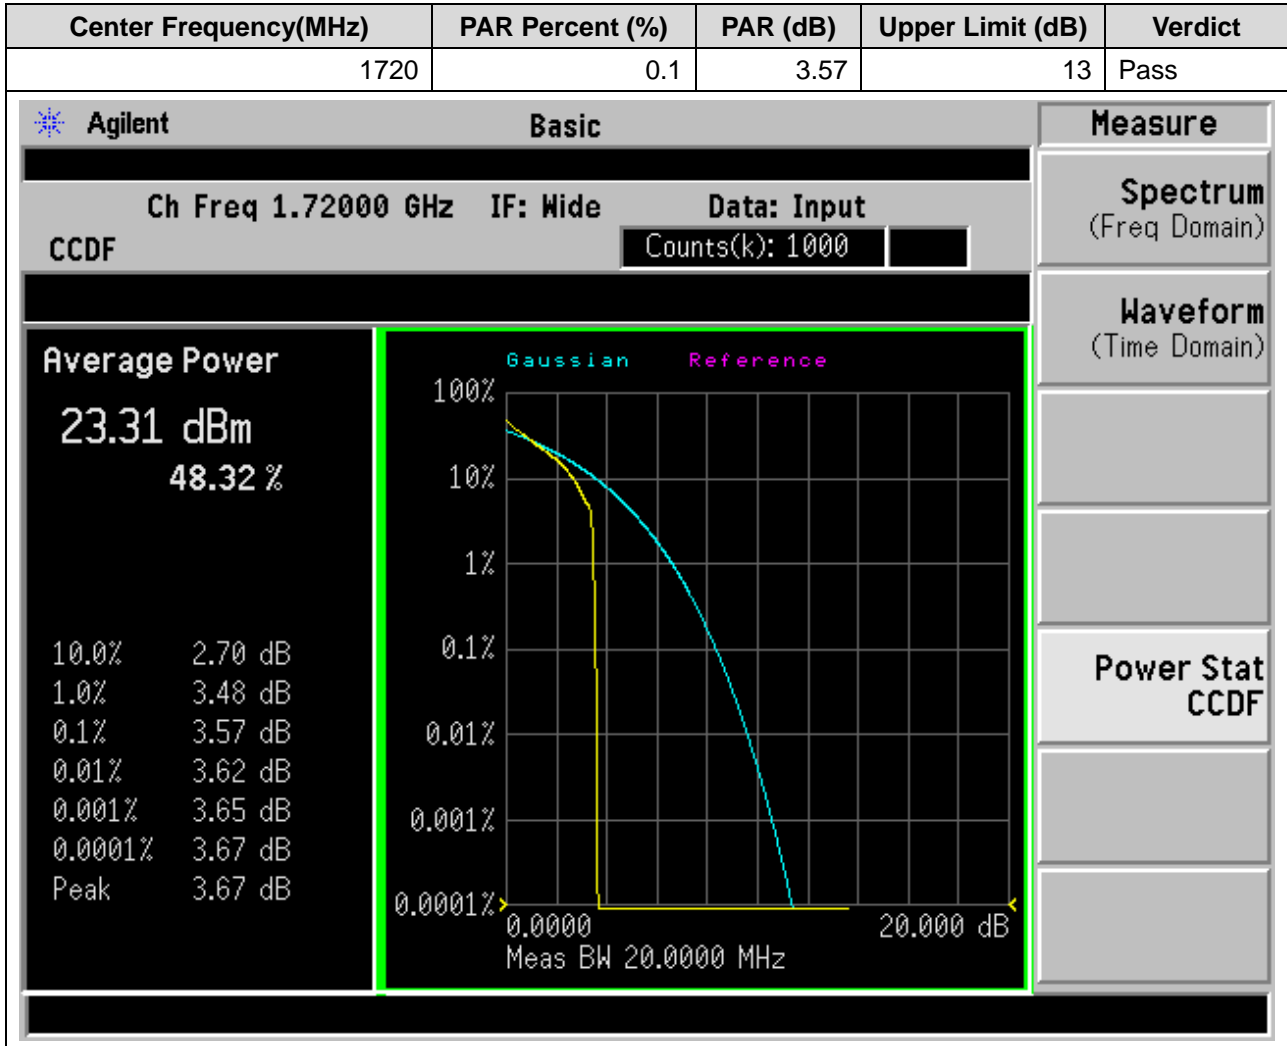 Center Frequency(MHz) PAR Percent (%) PAR (dB) Upper Limit (dB) Verdict
1720 0.1 3.57 13 Pass
Agilent Basic Measure
Ch Freq 1.72000 GHz IF: Wide Data: Input
CCDF Counts(k): 1000
Spectrum
(Freq Domain)
Waveform
(Time Domain)
Power Stat
CCDF
Average Power
23.31 dBm
48.32 %
10.0% 2.70 dB
1.0% 3.48 dB
0.1% 3.57 dB
0.01% 3.62 dB
0.001% 3.65 dB
0.0001% 3.67 dB
Peak 3.67 dB
Gaussian Reference
100%
10%
1%
0.1%
0.01%
0.001%
0.0001%
0.0000 20.000 dB
Meas BW 20.0000 MHz